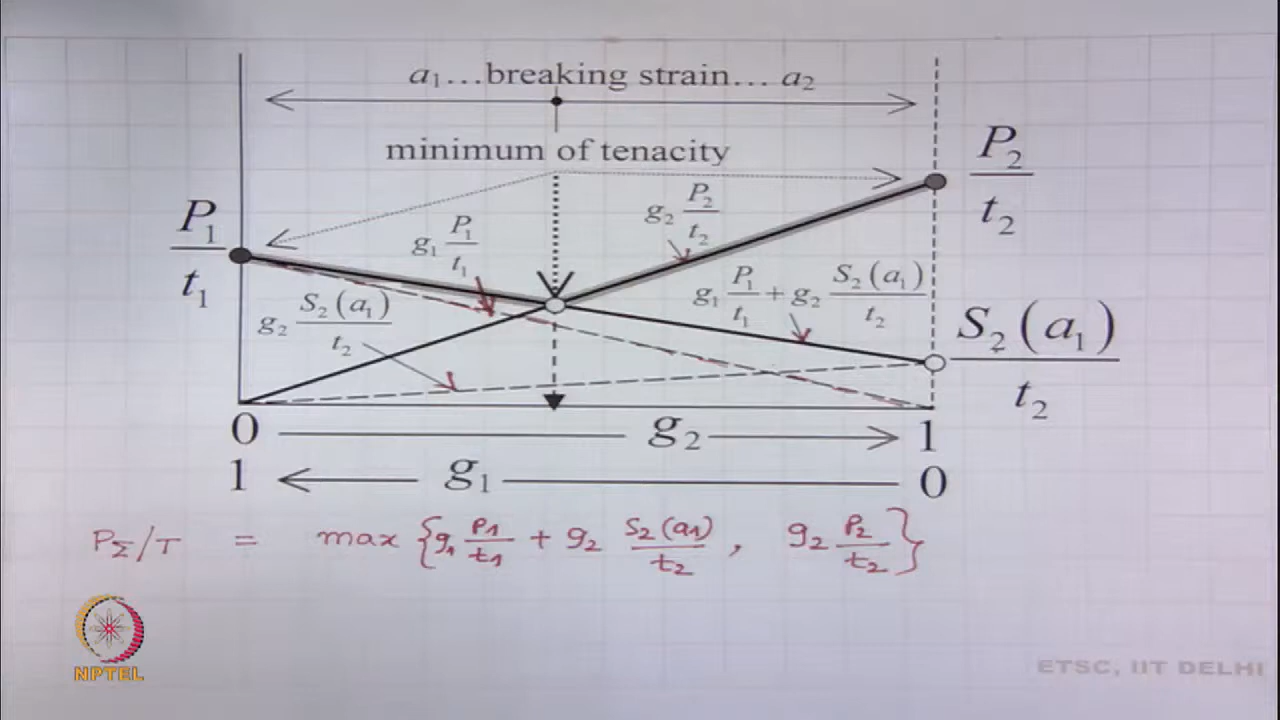 a₁...breaking strain... a₂
minimum of tenacity
P₂/t₂
P₁/t₁
g₂ P₂/t₂
g₁ P₁/t₁
g₁ P₁/t₁ + g₂ S₂(a₁)/t₂
g₂ S₂(a₁)/t₂
S₂(a₁)/t₂
0 g₂ 1
1 g₁ 0
P_Σ/T = max {g₁ P₁/t₁ + g₂ S₂(a₁)/t₂, g₂ P₂/t₂}
NPTEL
ETSC, IIT DELHI